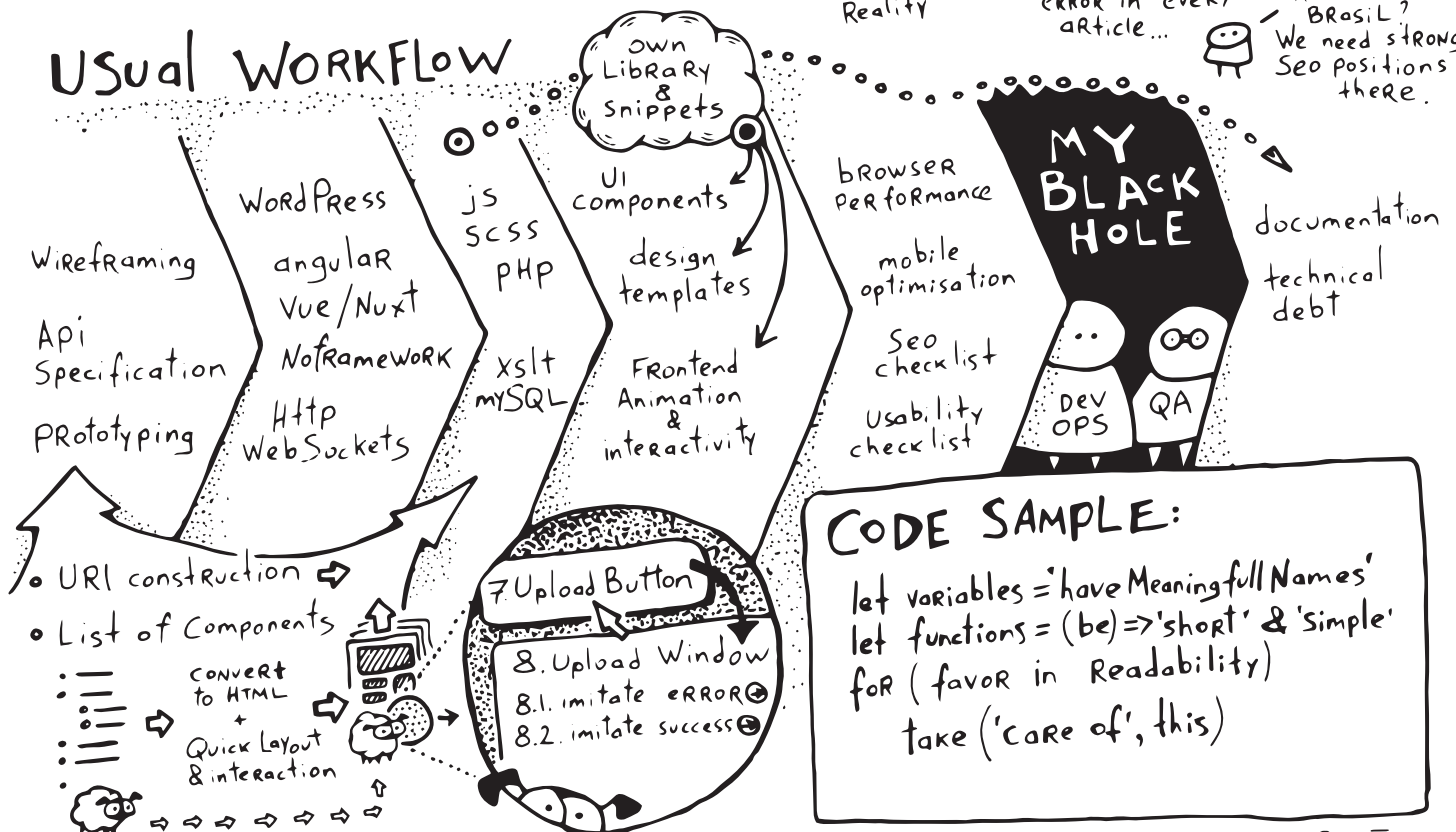 Reality
ERROR in EVERY
aRticle...
BRasiL?
We need stRong
Seo positions
theRe.
USUal WORKFLOW
Own
LibRaRy
&
Snippets
WiReFRaming
Api
Specification
PRototyping
WoRdPRess
angulaR
Vue/Nuxt
NoframewoRK
Http
WebSockets
js
scss
PHP
xslt
mySQL
UI
components
design
templates
FRontend
Animation
&
inteRactivity
bROWSER
PeRfoRmance
mobile
optimisation
Seo
checklist
Usability
checklist
MY
BLAcK
HOLE
DEV
OPS
QA
documentation
technical
debt
URI constRuction
List of Components
CONVERt
to HTML
+
Quick Layout
& inteRaction
7. Upload Button
8. Upload Window
8.1. imitate eRROR
8.2. imitate success
CODE SAMPLE:
let vaRiables = 'have Meaningfull Names'
let functions = (be) => 'shoRt' & 'Simple'
foR ( favoR in Readability)
take ('caRe of', this)